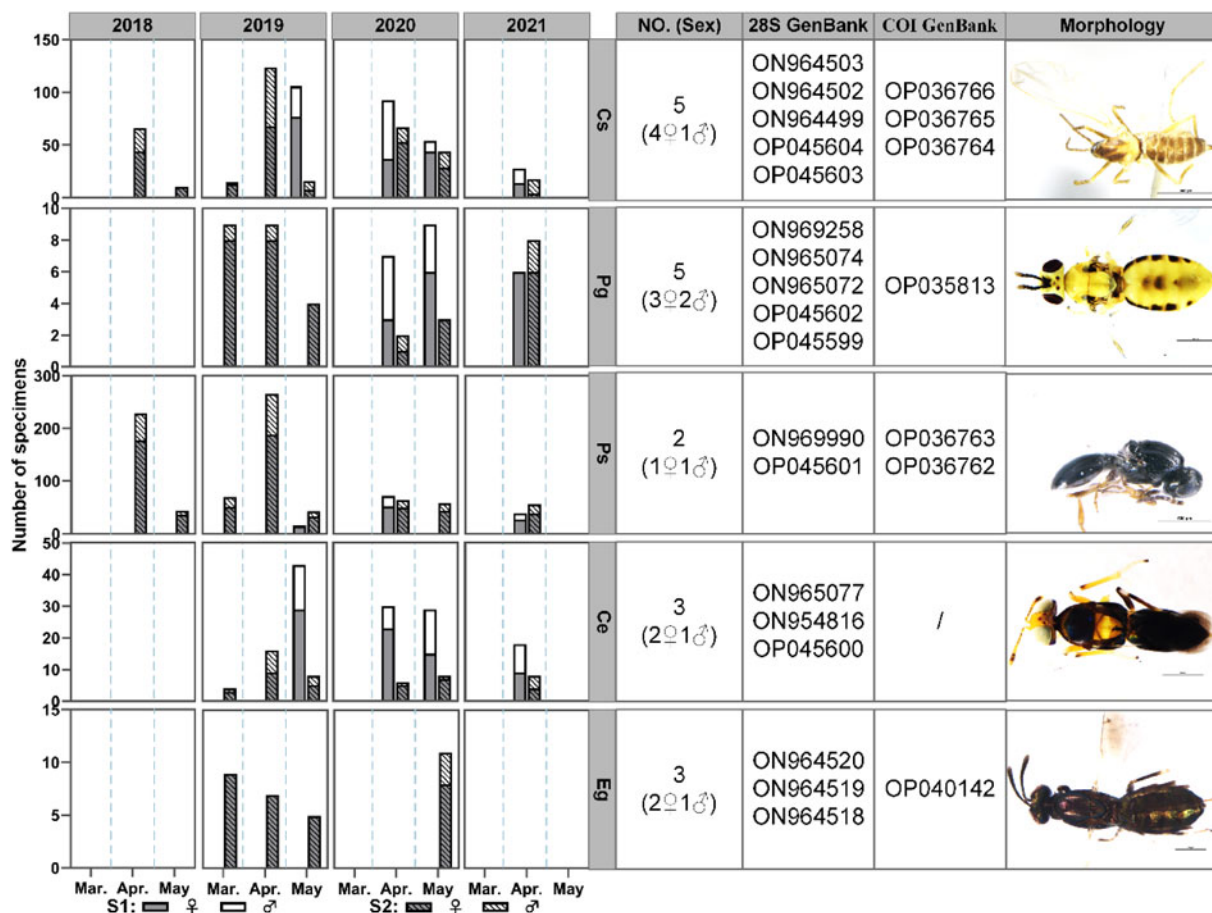 2018 2019 2020 2021 NO. (Sex) 28S GenBank COI GenBank Morphology
Number of specimens
150
100
50
0
Cs
5
(4♀1♂)
ON964503
ON964502
ON964499
OP045604
OP045603
OP036766
OP036765
OP036764
10
8
6
4
2
0
Pg
5
(3♀2♂)
ON969258
ON965074
ON965072
OP045602
OP045599
OP035813
300
200
100
0
Ps
2
(1♀1♂)
ON969990
OP045601
OP036763
OP036762
50
40
30
20
10
0
Ce
3
(2♀1♂)
ON965077
ON954816
OP045600
/
15
10
5
0
Eg
3
(2♀1♂)
ON964520
ON964519
ON964518
OP040142
Mar. Apr. May Mar. Apr. May Mar. Apr. May Mar. Apr. May
S1: ♀ ♂ S2: ♀ ♂